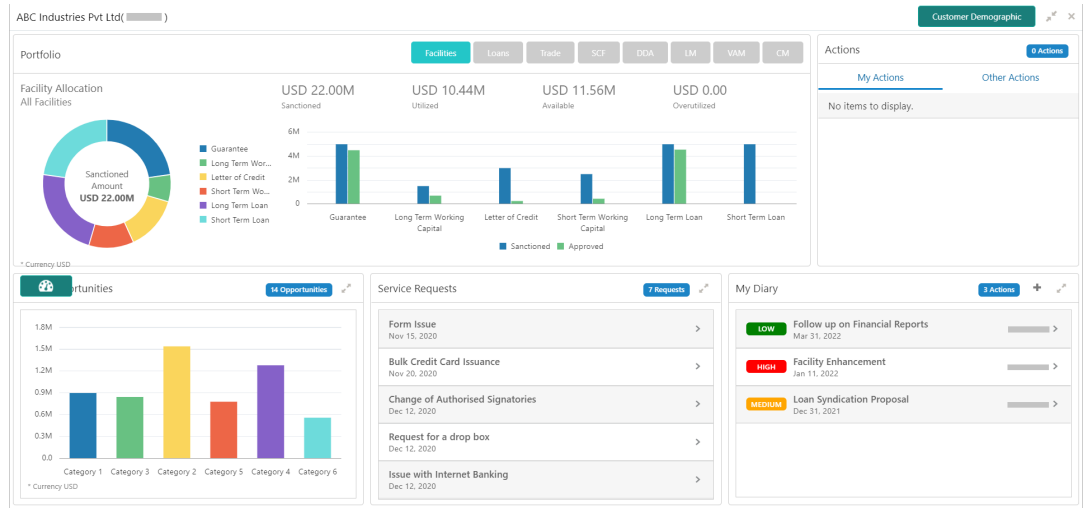 ABC Industries Pvt Ltd( )
Customer Demographic
Portfolio
Facilities
Loans
Trade
SCF
DDA
LM
VAM
CM
Facility Allocation
All Facilities
USD 22.00M
Sanctioned
USD 10.44M
Utilized
USD 11.56M
Available
USD 0.00
Overutilized
Sanctioned
Amount
USD 22.00M
Guarantee
Long Term Wor...
Letter of Credit
Short Term Wo...
Long Term Loan
Short Term Loan
6M
4M
2M
0
Guarantee
Long Term Working
Capital
Letter of Credit
Short Term Working
Capital
Long Term Loan
Short Term Loan
Sanctioned
Approved
* Currency USD
Actions
0 Actions
My Actions
Other Actions
No items to display.
rtunities
14 Opportunities
1.8M
1.5M
1.2M
0.9M
0.6M
0.3M
0.0
Category 1
Category 3
Category 2
Category 5
Category 4
Category 6
* Currency USD
Service Requests
7 Requests
Form Issue
Nov 15, 2020
Bulk Credit Card Issuance
Nov 20, 2020
Change of Authorised Signatories
Dec 12, 2020
Request for a drop box
Dec 12, 2020
Issue with Internet Banking
Dec 12, 2020
My Diary
3 Actions
LOW
Follow up on Financial Reports
Mar 31, 2022
HIGH
Facility Enhancement
Jan 11, 2022
MEDIUM
Loan Syndication Proposal
Dec 31, 2021